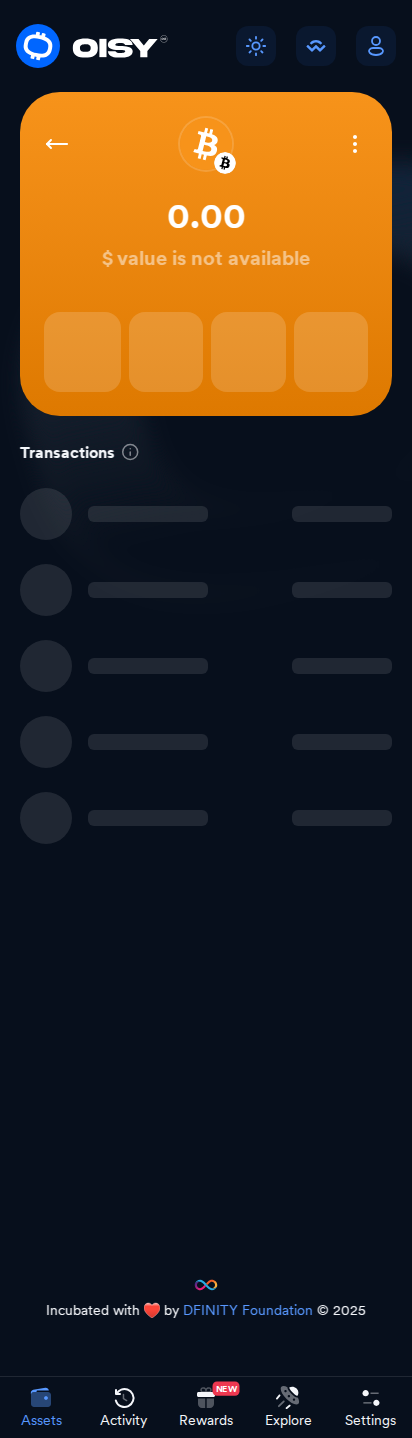 OISY
0.00
$ value is not available
Transactions
Incubated with ❤️ by DFINITY Foundation © 2025
NEW
Assets
Activity
Rewards
Explore
Settings